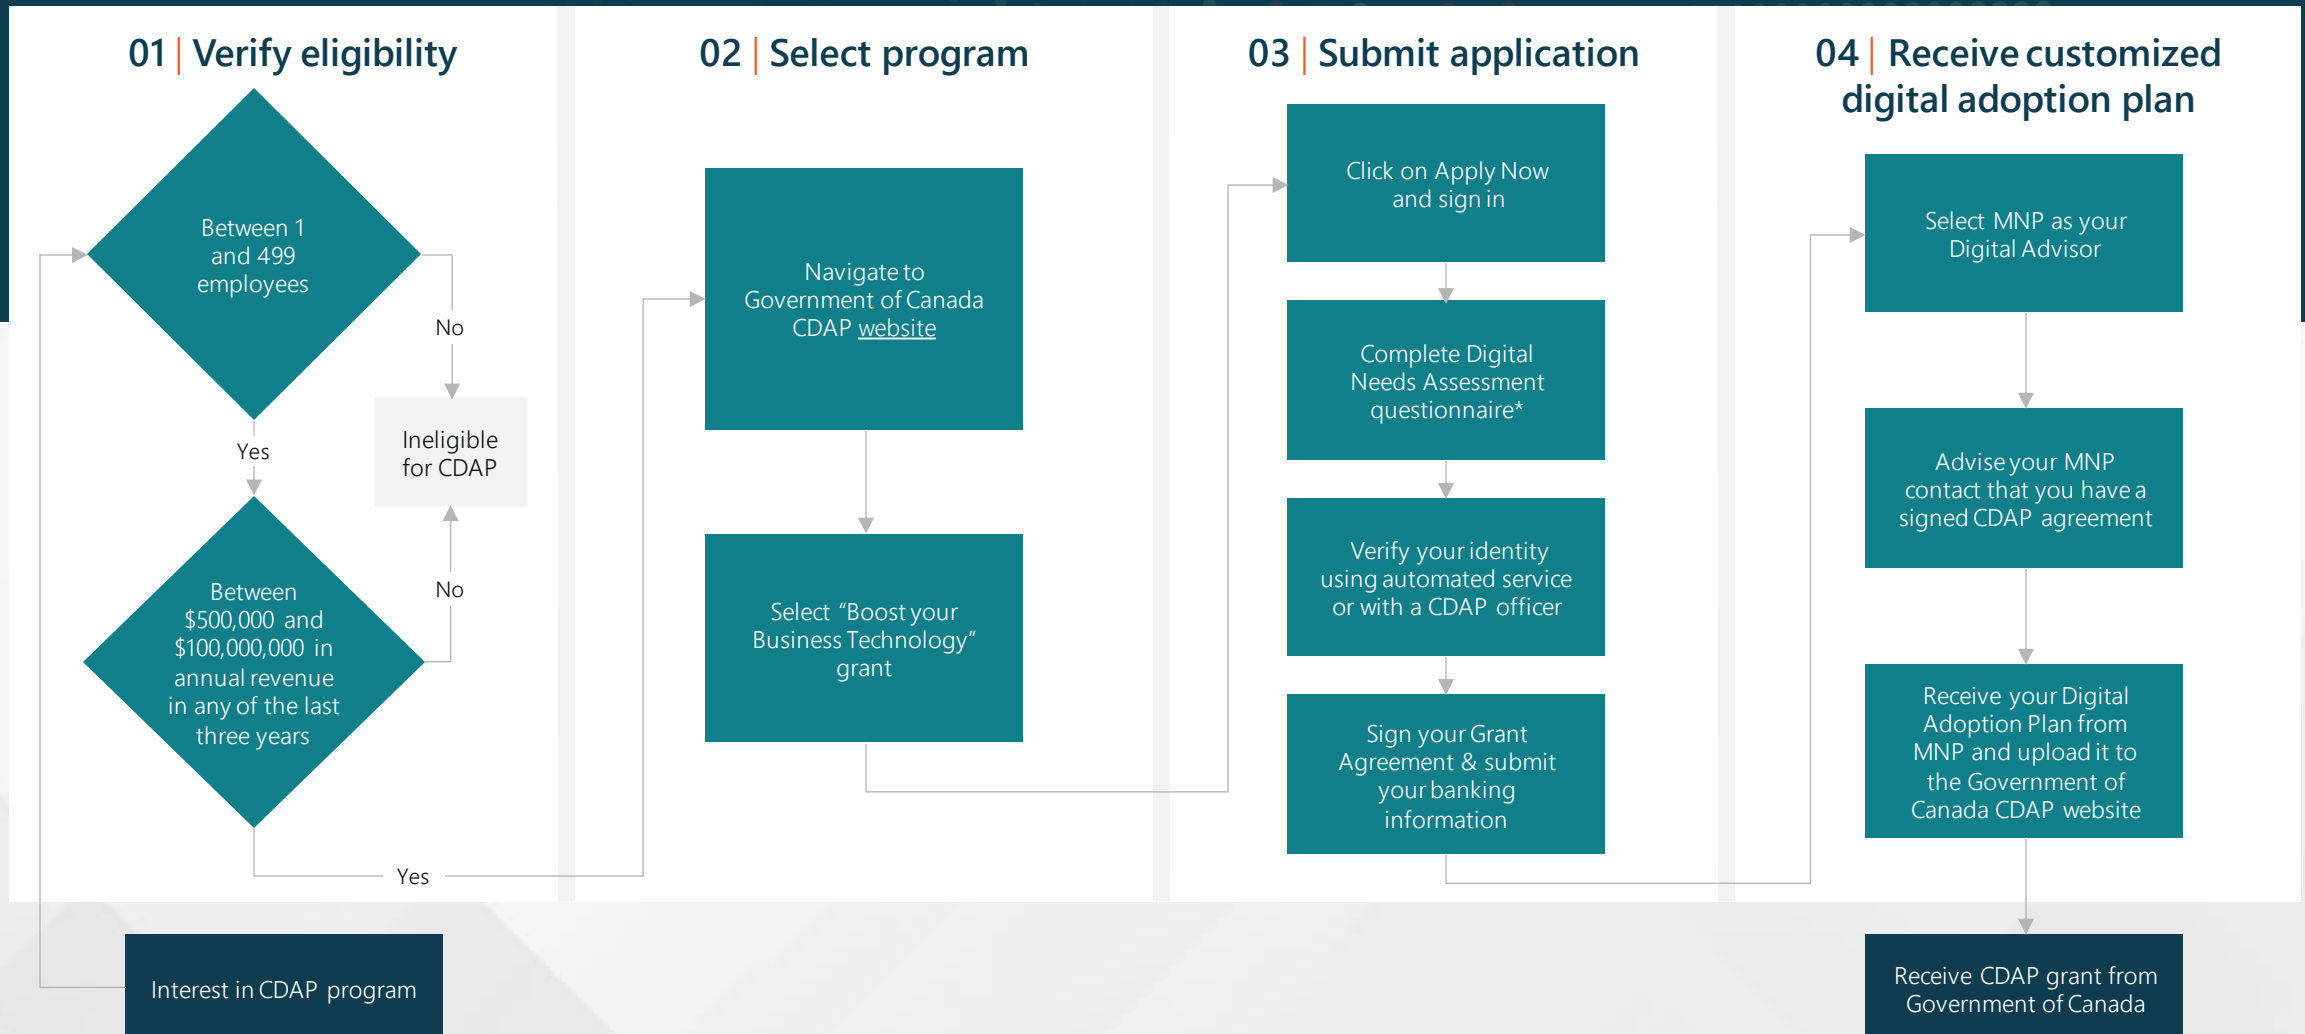 01 | Verify eligibility
Between 1
and 499
employees
No
Yes
Ineligible
for CDAP
Between
$500,000 and
$100,000,000 in
annual revenue
in any of the last
three years
No
Yes
Interest in CDAP program
02 | Select program
Navigate to
Government of Canada
CDAP website
Select “Boost your
Business Technology”
grant
03 | Submit application
Click on Apply Now
and sign in
Complete Digital
Needs Assessment
questionnaire*
Verify your identity
using automated service
or with a CDAP officer
Sign your Grant
Agreement & submit
your banking
information
04 | Receive customized
digital adoption plan
Select MNP as your
Digital Advisor
Advise your MNP
contact that you have a
signed CDAP agreement
Receive your Digital
Adoption Plan from
MNP and upload it to
the Government of
Canada CDAP website
Receive CDAP grant from
Government of Canada